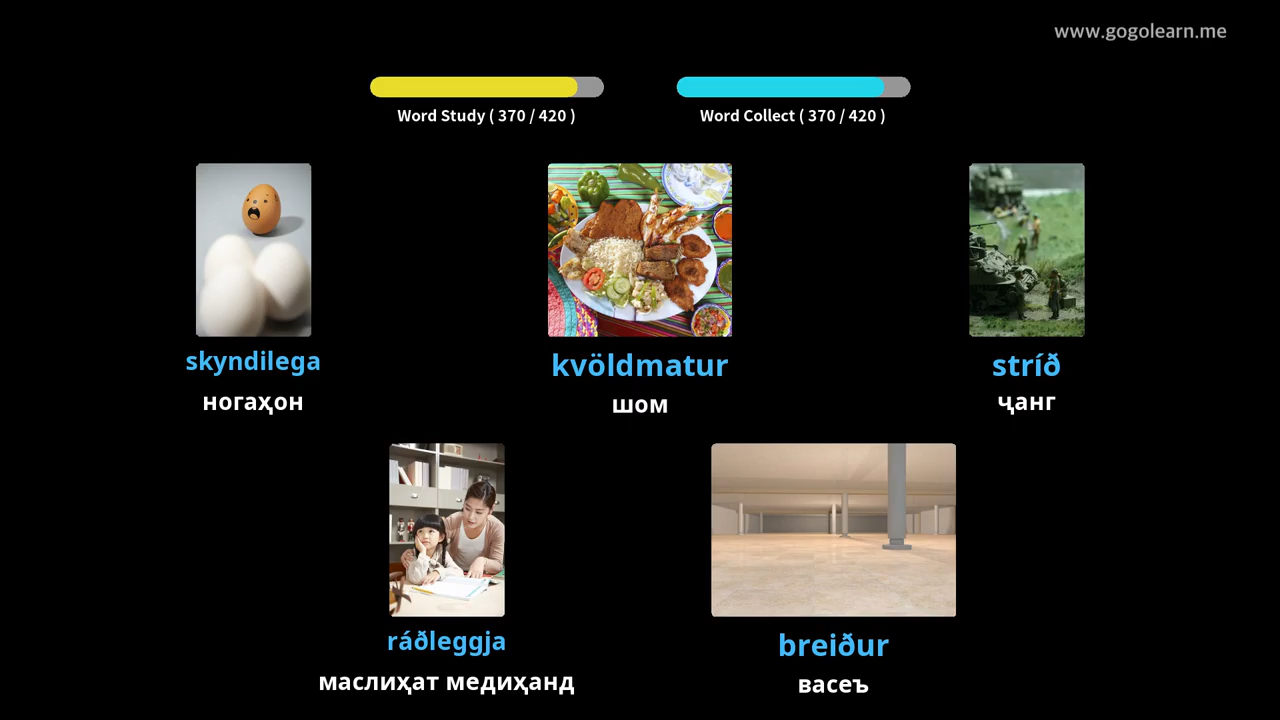 www.gogolearn.me
Word Study ( 370 / 420 )
Word Collect ( 370 / 420 )
skyndilega
ногаҳон
kvöldmatur
шом
stríð
ҷанг
ráðleggja
маслиҳат медиҳанд
breiður
васеъ